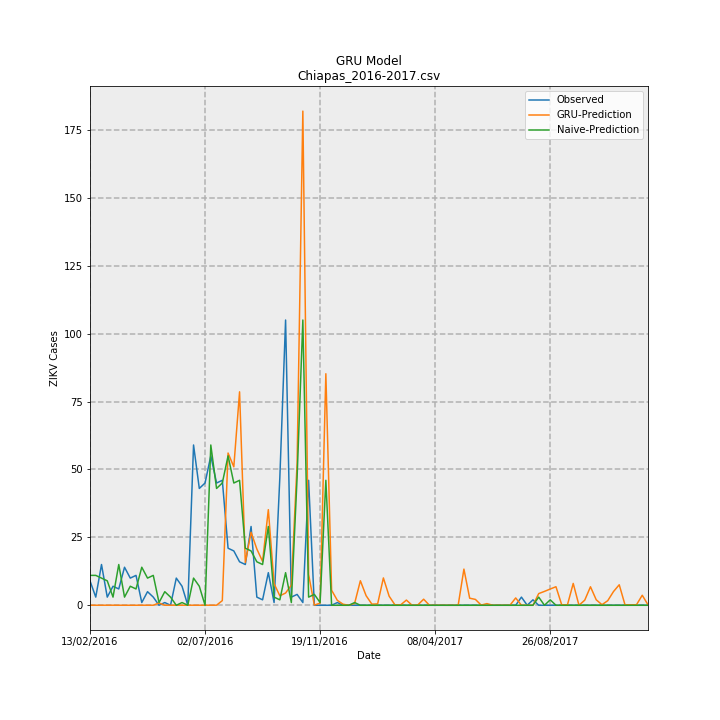 GRU Model
Chiapas_2016-2017.csv
Observed
GRU-Prediction
Naive-Prediction
175
150
125
100
75
50
25
0
ZIKV Cases
13/02/2016 02/07/2016 19/11/2016 08/04/2017 26/08/2017
Date